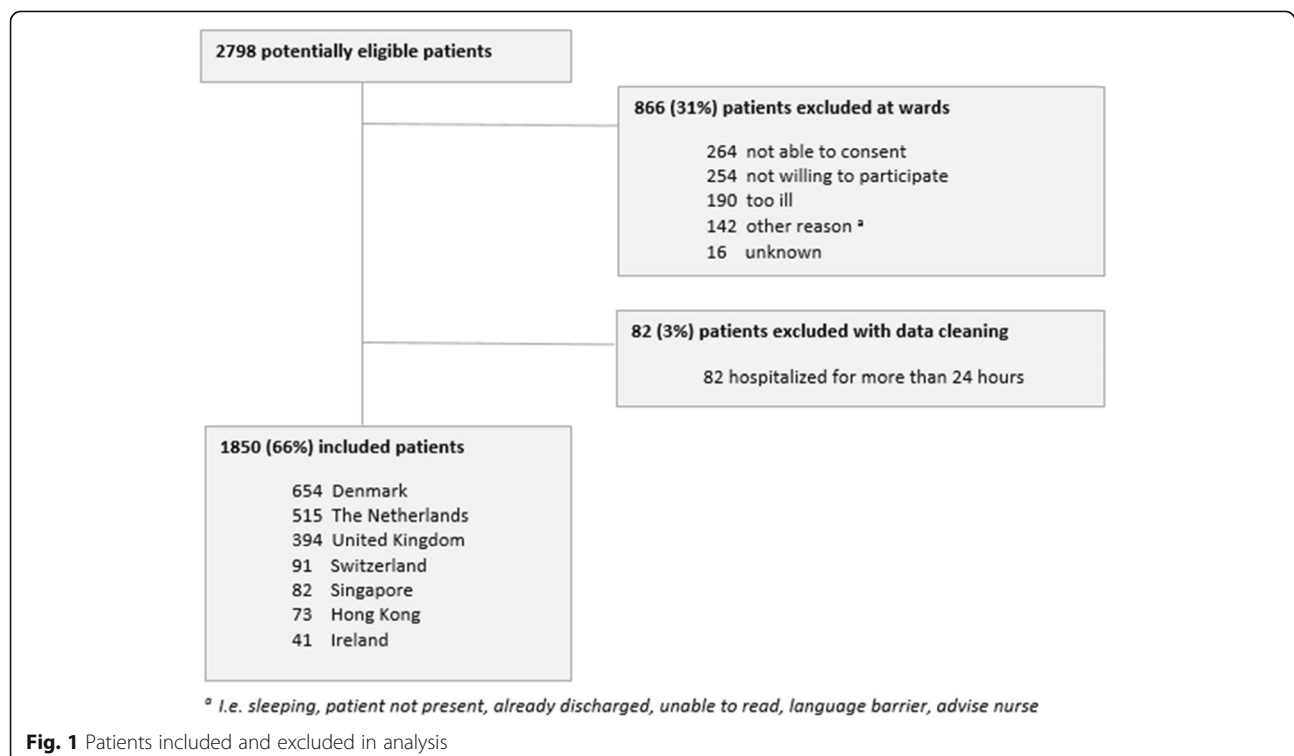 2798 potentially eligible patients
866 (31%) patients excluded at wards
264 not able to consent
254 not willing to participate
190 too ill
142 other reason ª
16 unknown
82 (3%) patients excluded with data cleaning
82 hospitalized for more than 24 hours
1850 (66%) included patients
654 Denmark
515 The Netherlands
394 United Kingdom
91 Switzerland
82 Singapore
73 Hong Kong
41 Ireland
ª I.e. sleeping, patient not present, already discharged, unable to read, language barrier, advise nurse
Fig. 1 Patients included and excluded in analysis